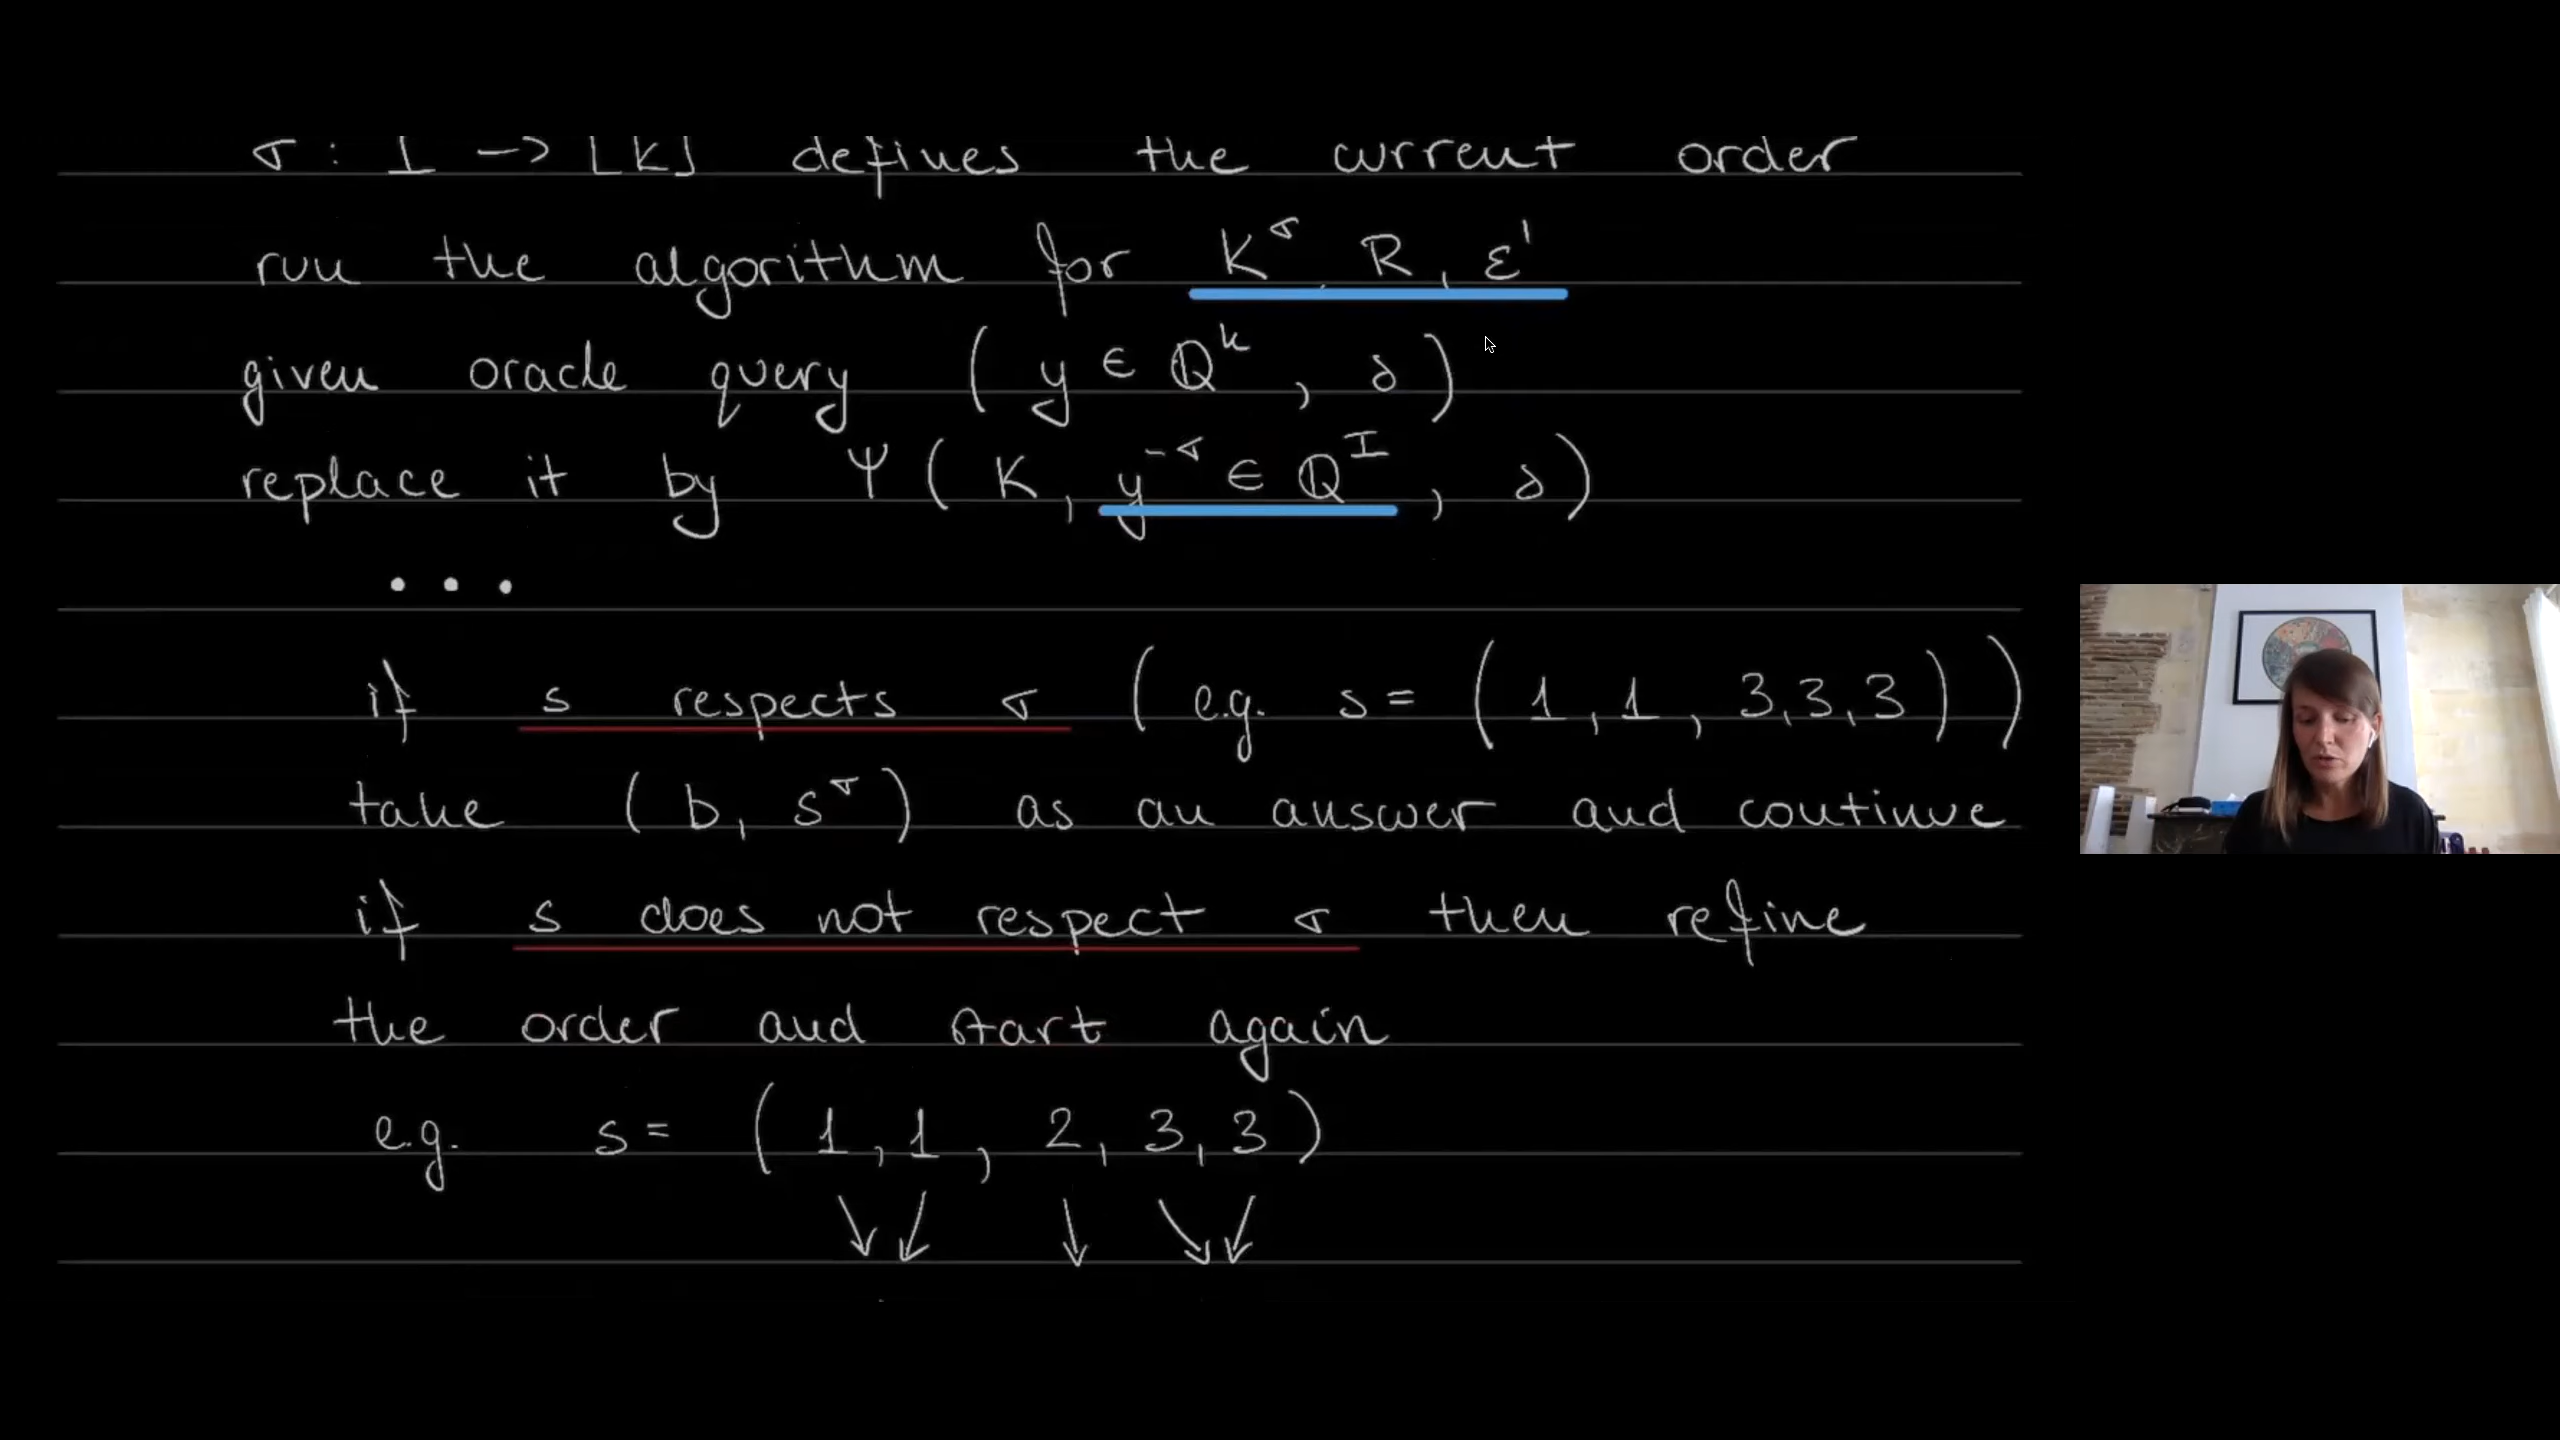 σ : I -> [k] defines the current order
run the algorithm for K^σ, R, ε'
given oracle query (y ∈ ℚ^k, δ)
replace it by Ψ(K, y^-σ ∈ ℚ^I, δ)
...
if s respects σ (e.g. s = (1, 1, 3, 3, 3))
take (b, s^σ) as an answer and continue
if s does not respect σ then refine
the order and start again
e.g. s = (1, 1, 2, 3, 3)